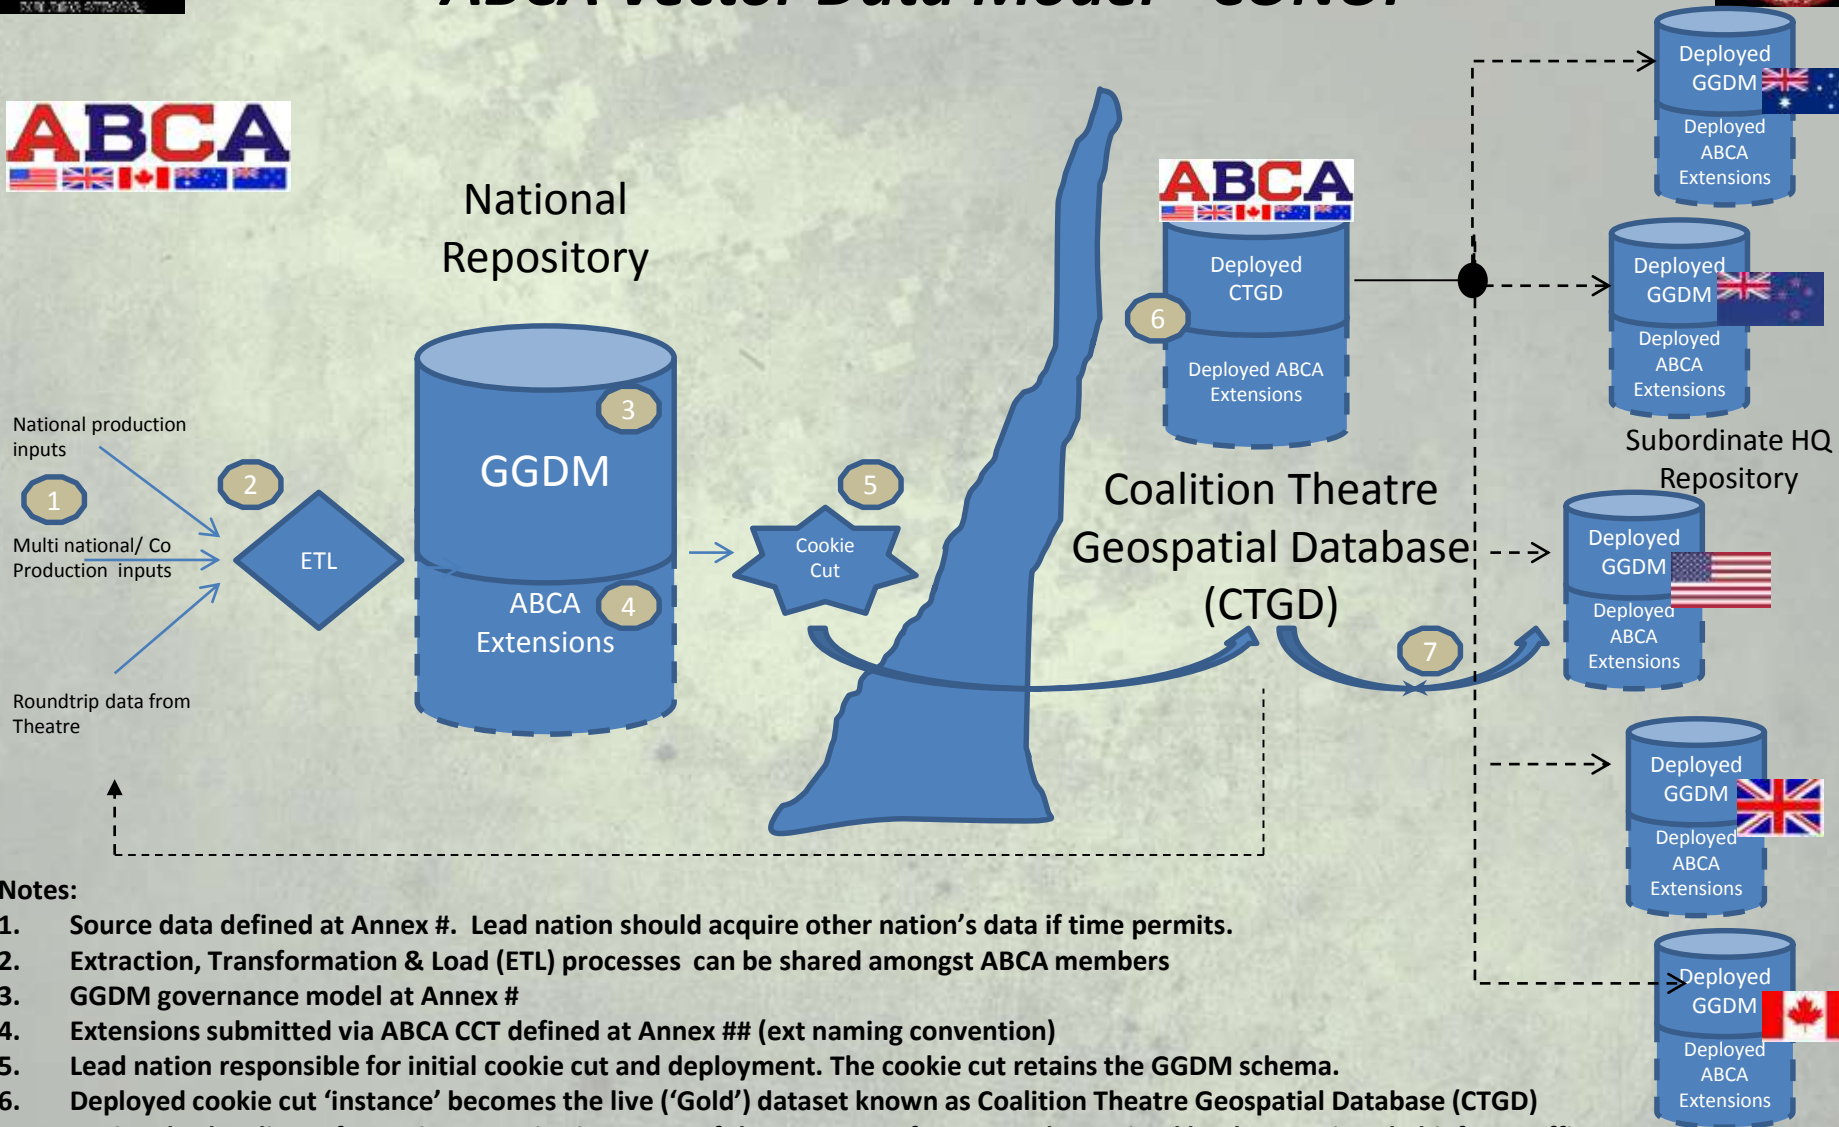 ABCA Vector Data Model - CONOP
ABCA
National
Repository
National production
inputs
1
Multi national/ Co
Production inputs
Roundtrip data from
Theatre
2
ETL
3
GGDM
4
ABCA
Extensions
5
Cookie
Cut
ABCA
Deployed
CTGD
6
Deployed ABCA
Extensions
Coalition Theatre
Geospatial Database
(CTGD)
7
Deployed
GGDM
Deployed
ABCA
Extensions
Deployed
GGDM
Deployed
ABCA
Extensions
Subordinate HQ
Repository
Deployed
GGDM
Deployed
ABCA
Extensions
Deployed
GGDM
Deployed
ABCA
Extensions
Deployed
GGDM
Deployed
ABCA
Extensions
Notes:
1. Source data defined at Annex #. Lead nation should acquire other nation's data if time permits.
2. Extraction, Transformation & Load (ETL) processes can be shared amongst ABCA members
3. GGDM governance model at Annex #
4. Extensions submitted via ABCA CCT defined at Annex ## (ext naming convention)
5. Lead nation responsible for initial cookie cut and deployment. The cookie cut retains the GGDM schema.
6. Deployed cookie cut 'instance' becomes the live ('Gold') dataset known as Coalition Theatre Geospatial Database (CTGD)